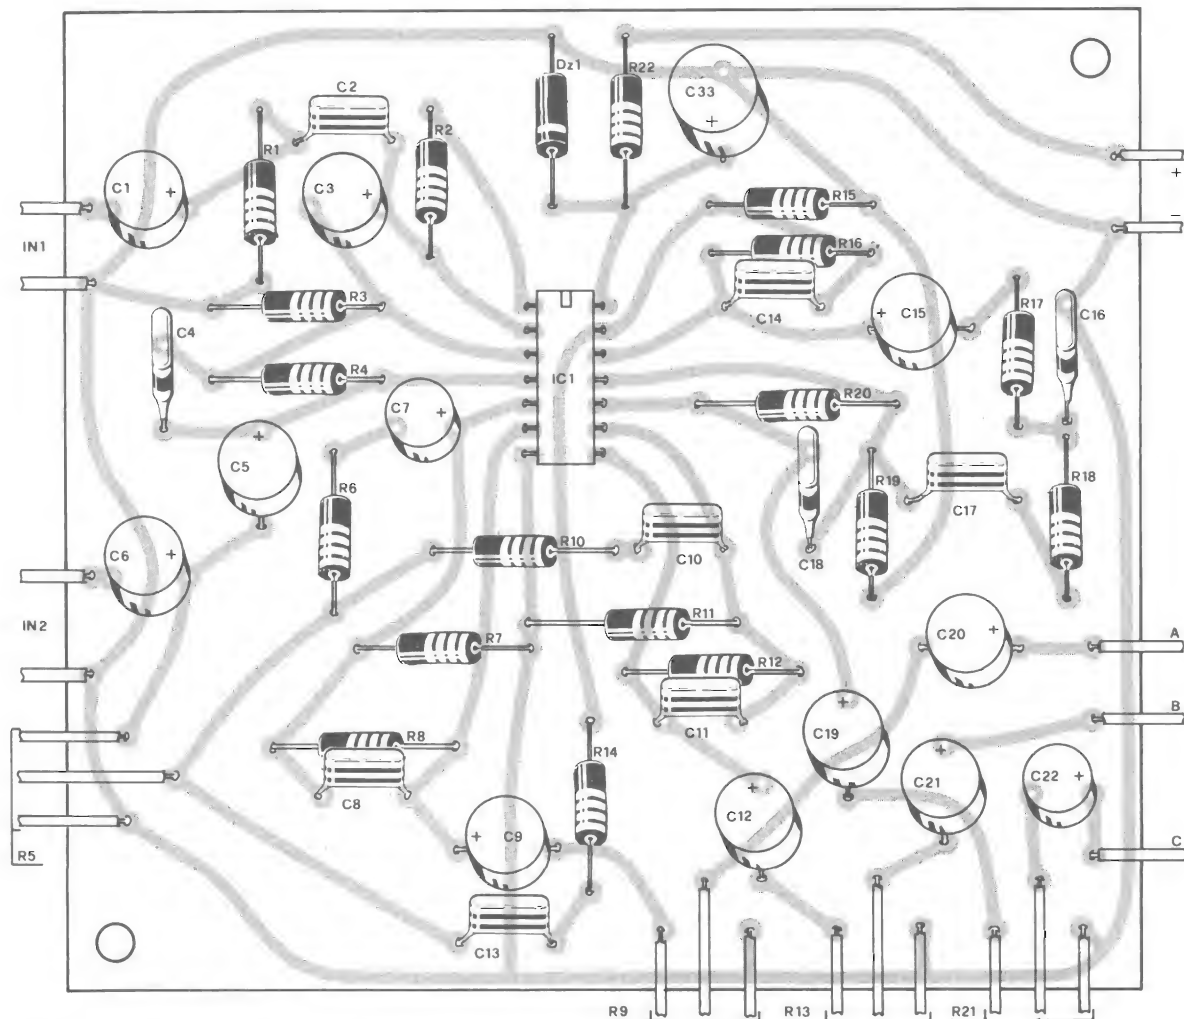 Dz1
R22
C33
C2
R2
R1
C1
+
C3
+
+
R15
+
IN1
−
R16
R3
C14
C15
+
R17
C16
C4
IC1
R4
C7
+
R20
C5
+
R6
R19
C17
R18
C6
+
R10
C10
C18
IN2
R11
C20
+
A
R7
R12
B
C11
C19
+
R8
R14
C21
+
C22
+
C8
C12
+
C9
+
C
R5
C13
R9
R13
R21